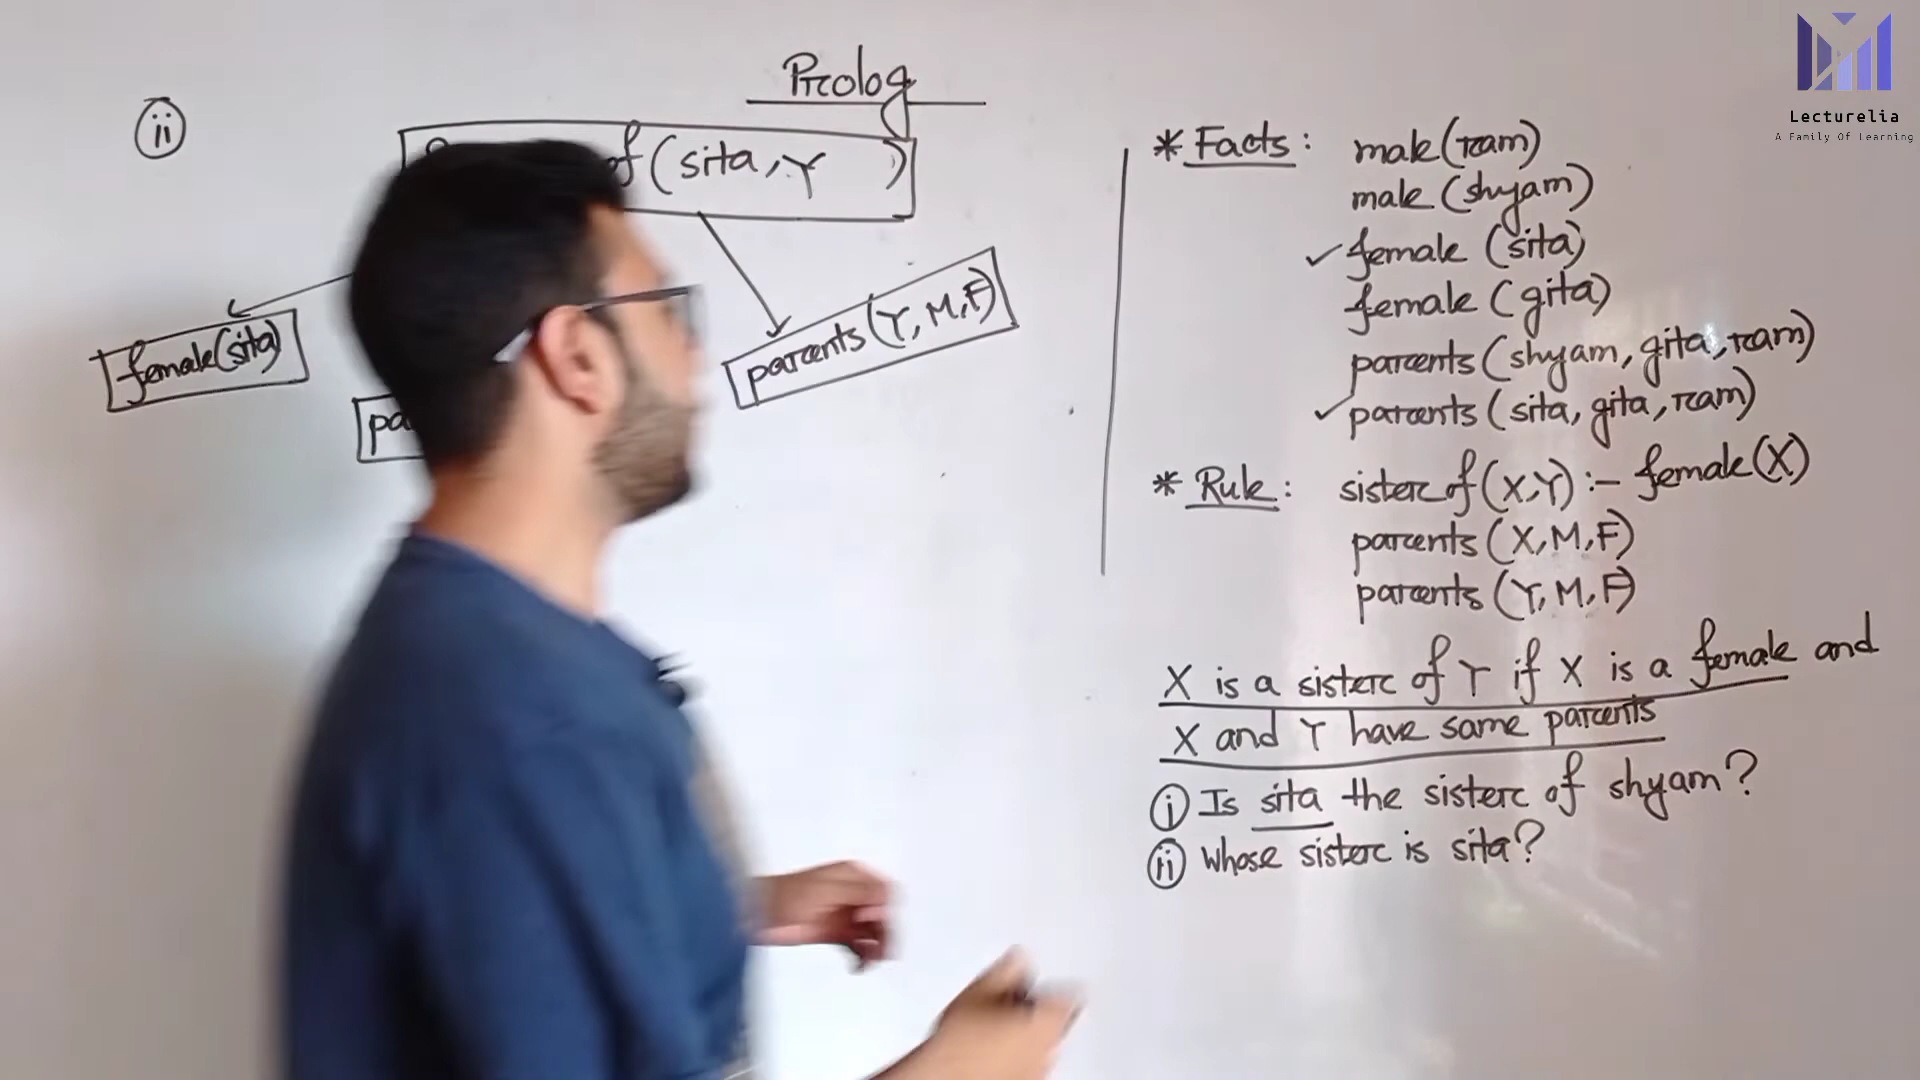 Prolog
ii
of (sita, Y )
female(sita)
pa
parents (Y, M, F)
* Facts : male (ram)
male (shyam)
✓ female (sita)
female (gita)
parents (shyam, gita, ram)
✓ parents (sita, gita, ram)
* Rule : sister of (X,Y) :- female(X)
parents (X, M, F)
parents (Y, M, F)
X is a sister of Y if X is a female and
X and Y have same parents
i Is sita the sister of shyam?
ii Whose sister is sita?
Lecturelia
A Family Of Learning